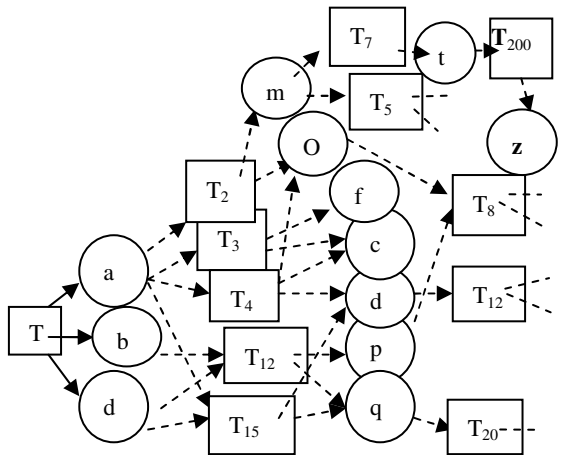 T₇
T₂₀₀
t
m
T₅
O
z
T₂
f
T₈
T₃
c
a
T₄
d
T₁₂
T
b
p
T₁₂
d
q
T₁₅
T₂₀